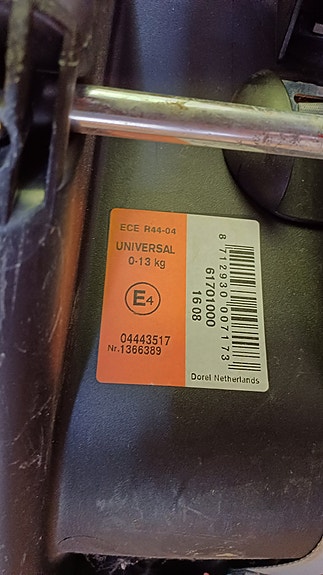 ECE R44-04
UNIVERSAL
0-13 kg
E4
04443517
Nr.1366389
8 712930 007173
61701000
16 08
Dorel Netherlands